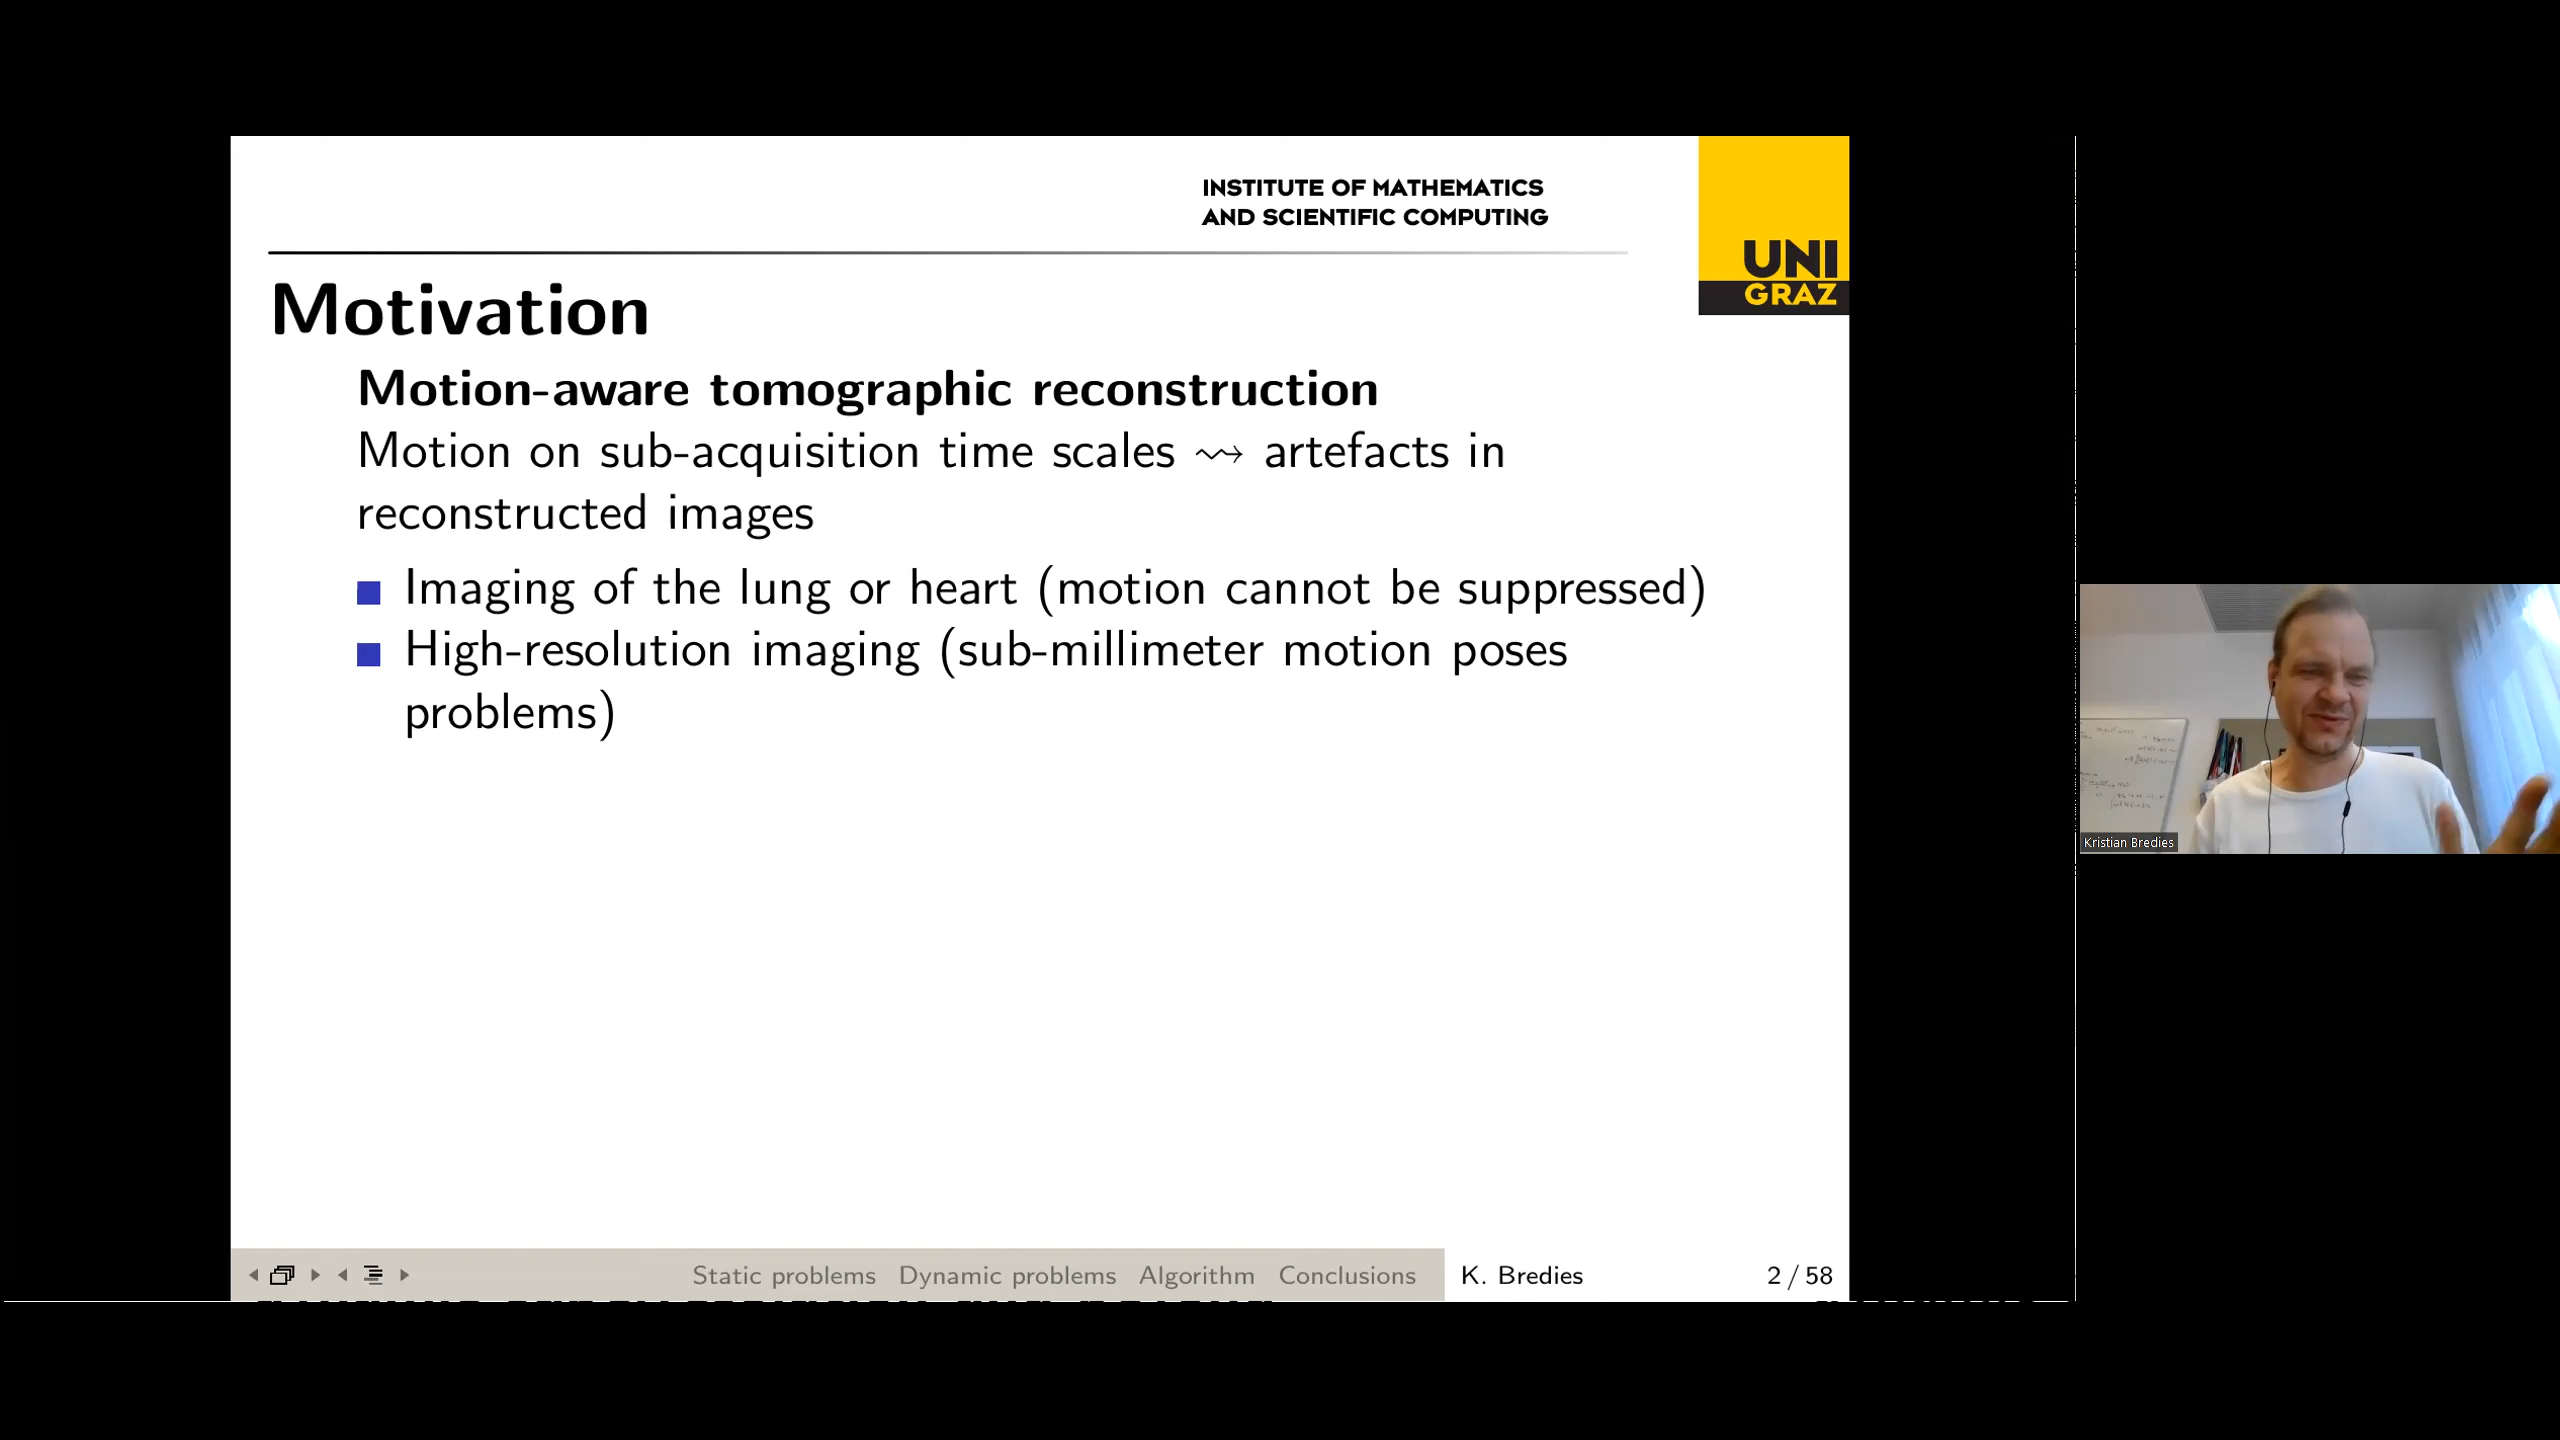 INSTITUTE OF MATHEMATICS
AND SCIENTIFIC COMPUTING
UNI
GRAZ
Motivation
Motion-aware tomographic reconstruction
Motion on sub-acquisition time scales ⇝ artefacts in
reconstructed images
Imaging of the lung or heart (motion cannot be suppressed)
High-resolution imaging (sub-millimeter motion poses
problems)
Kristian Bredies
Static problems Dynamic problems Algorithm Conclusions K. Bredies 2 / 58